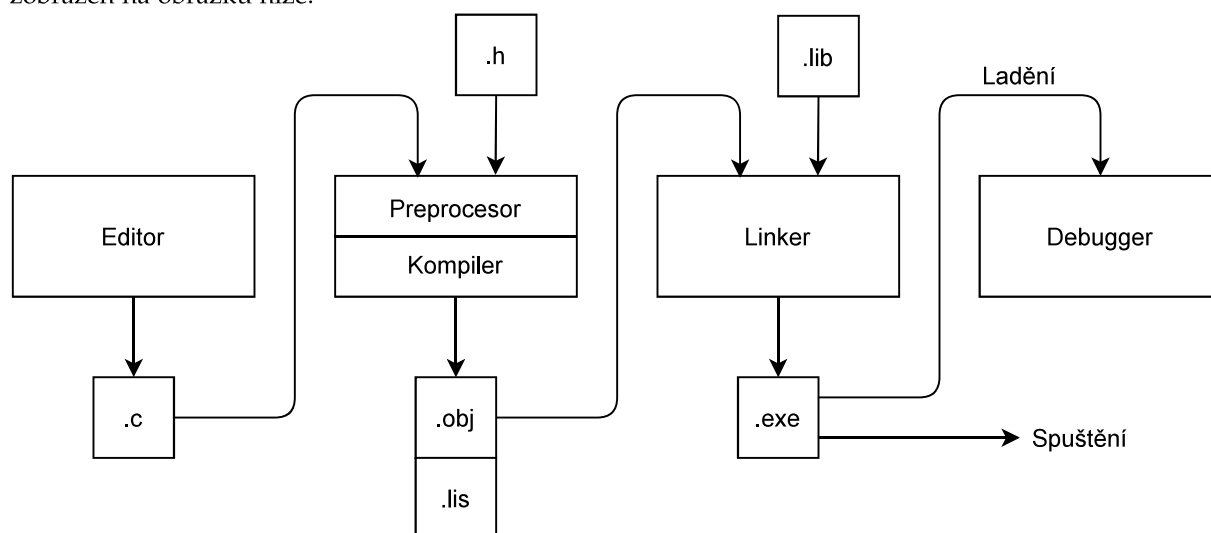 zobrazen na obrázku níže.
.h
.lib
Ladění
Editor
Preprocesor
Kompiler
Linker
Debugger
.c
.obj
.exe
Spuštění
.lis